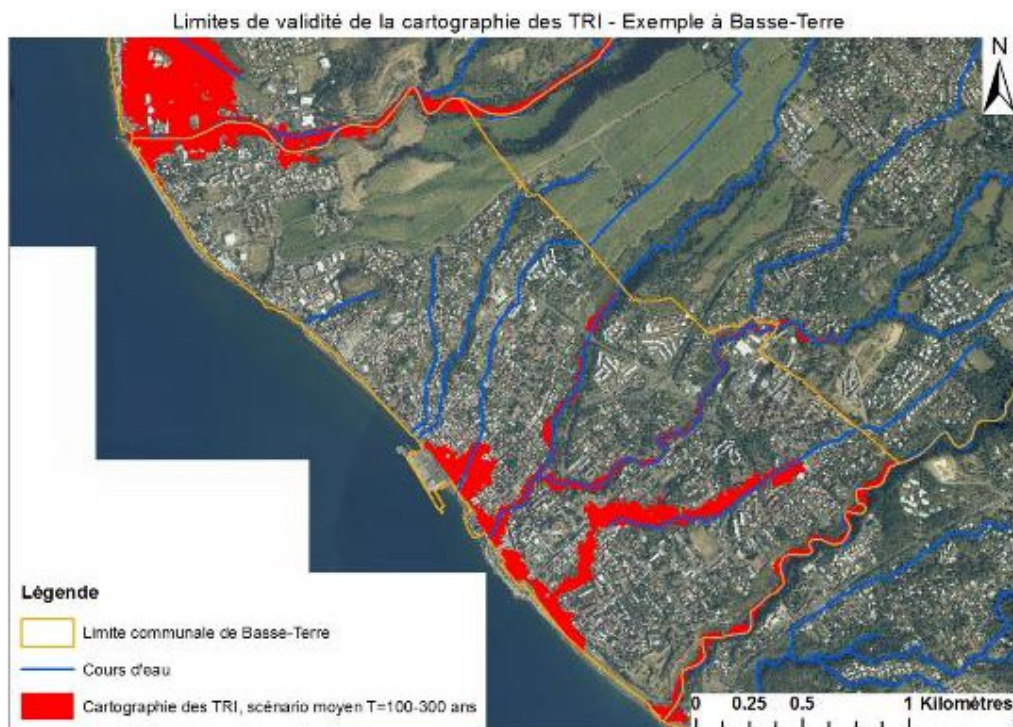 Limites de validité de la cartographie des TRI - Exemple à Basse-Terre
N
Légende
Limite communale de Basse-Terre
Cours d'eau
Cartographie des TRI, scénario moyen T=100-300 ans
0 0.25 0.5 1 Kilomètres